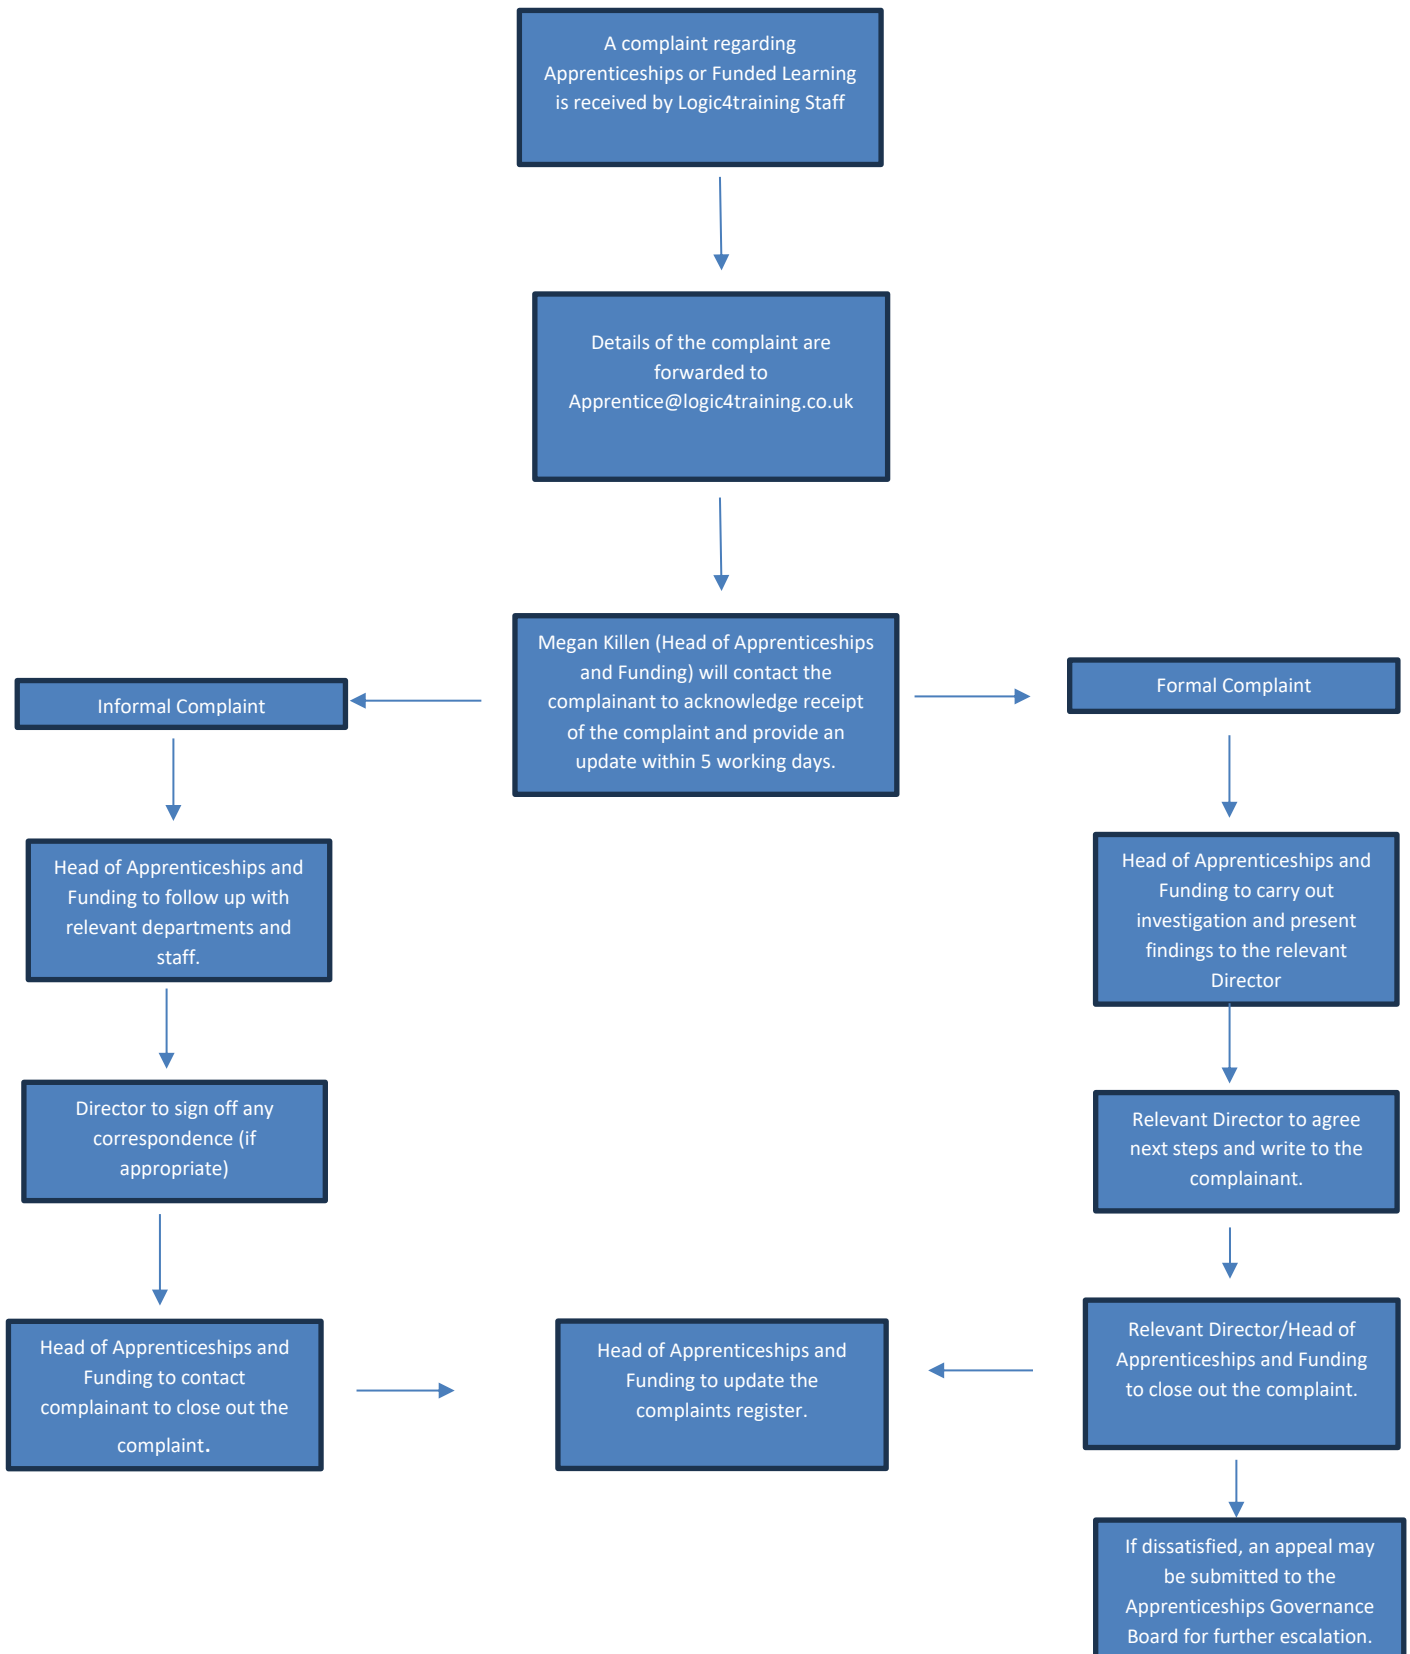 A complaint regarding
Apprenticeships or Funded Learning
is received by Logic4training Staff
Details of the complaint are
forwarded to
Apprentice@logic4training.co.uk
Megan Killen (Head of Apprenticeships
and Funding) will contact the
complainant to acknowledge receipt
of the complaint and provide an
update within 5 working days.
Informal Complaint
Formal Complaint
Head of Apprenticeships and
Funding to follow up with
relevant departments and
staff.
Head of Apprenticeships and
Funding to carry out
investigation and present
findings to the relevant
Director
Director to sign off any
correspondence (if
appropriate)
Relevant Director to agree
next steps and write to the
complainant.
Head of Apprenticeships and
Funding to contact
complainant to close out the
complaint.
Head of Apprenticeships and
Funding to update the
complaints register.
Relevant Director/Head of
Apprenticeships and Funding
to close out the complaint.
If dissatisfied, an appeal may
be submitted to the
Apprenticeships Governance
Board for further escalation.